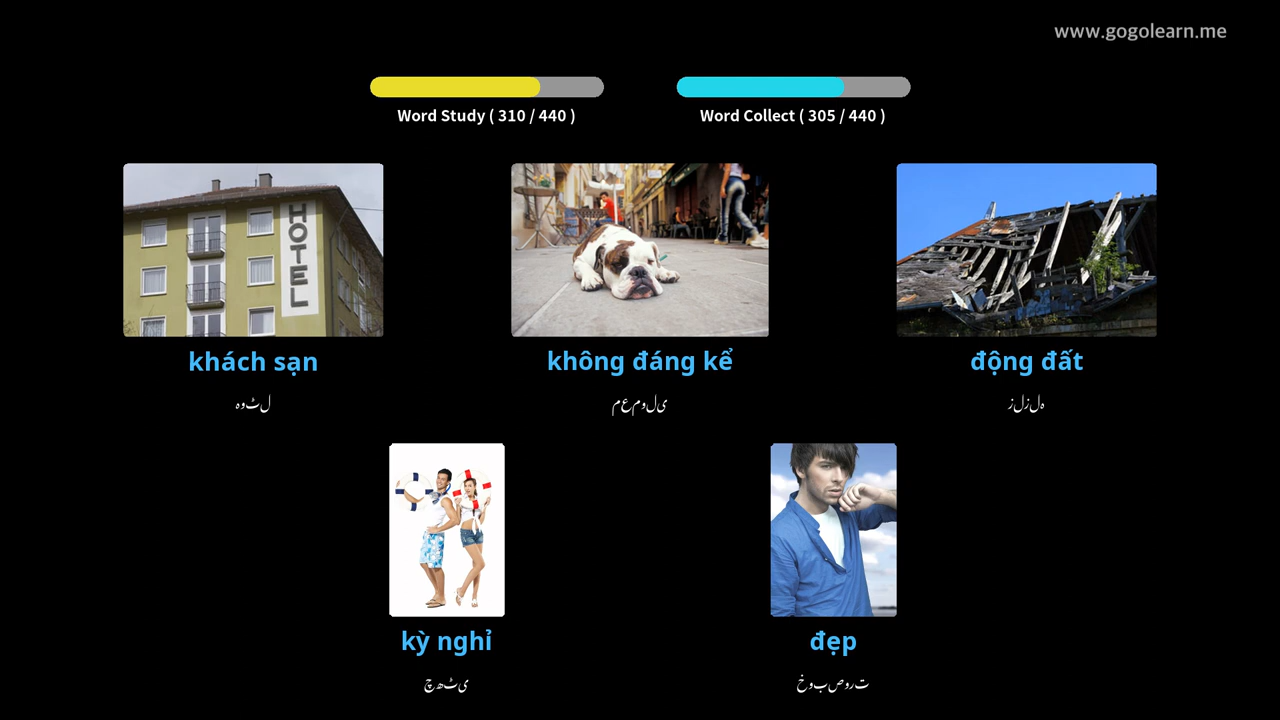 www.gogolearn.me
Word Study ( 310 / 440 )
Word Collect ( 305 / 440 )
HOTEL
khách sạn
không đáng kể
động đất
ہوٹل
معمولی
زلزلہ
kỳ nghỉ
đẹp
چھٹی
خوبصورت